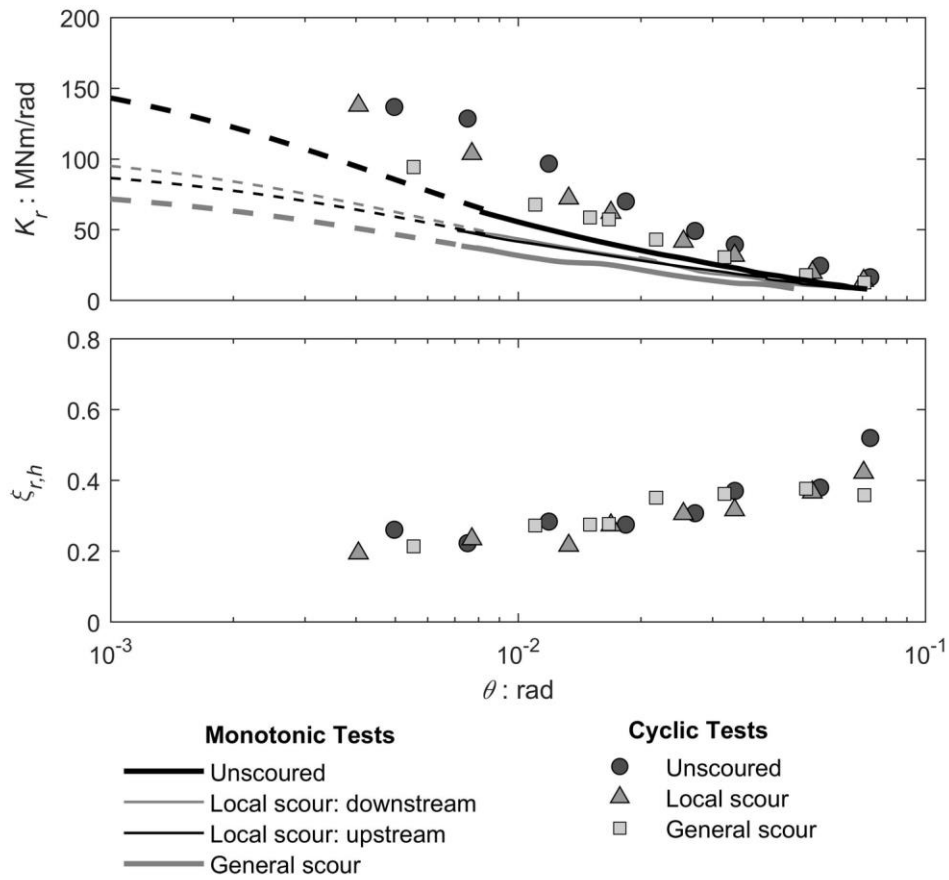 200
150
100
50
0
K_r : MNm/rad
0.8
0.6
0.4
0.2
0
ξ_{r,h}
10^{-3}
10^{-2}
10^{-1}
θ : rad
Monotonic Tests
Unscoured
Local scour: downstream
Local scour: upstream
General scour
Cyclic Tests
Unscoured
Local scour
General scour